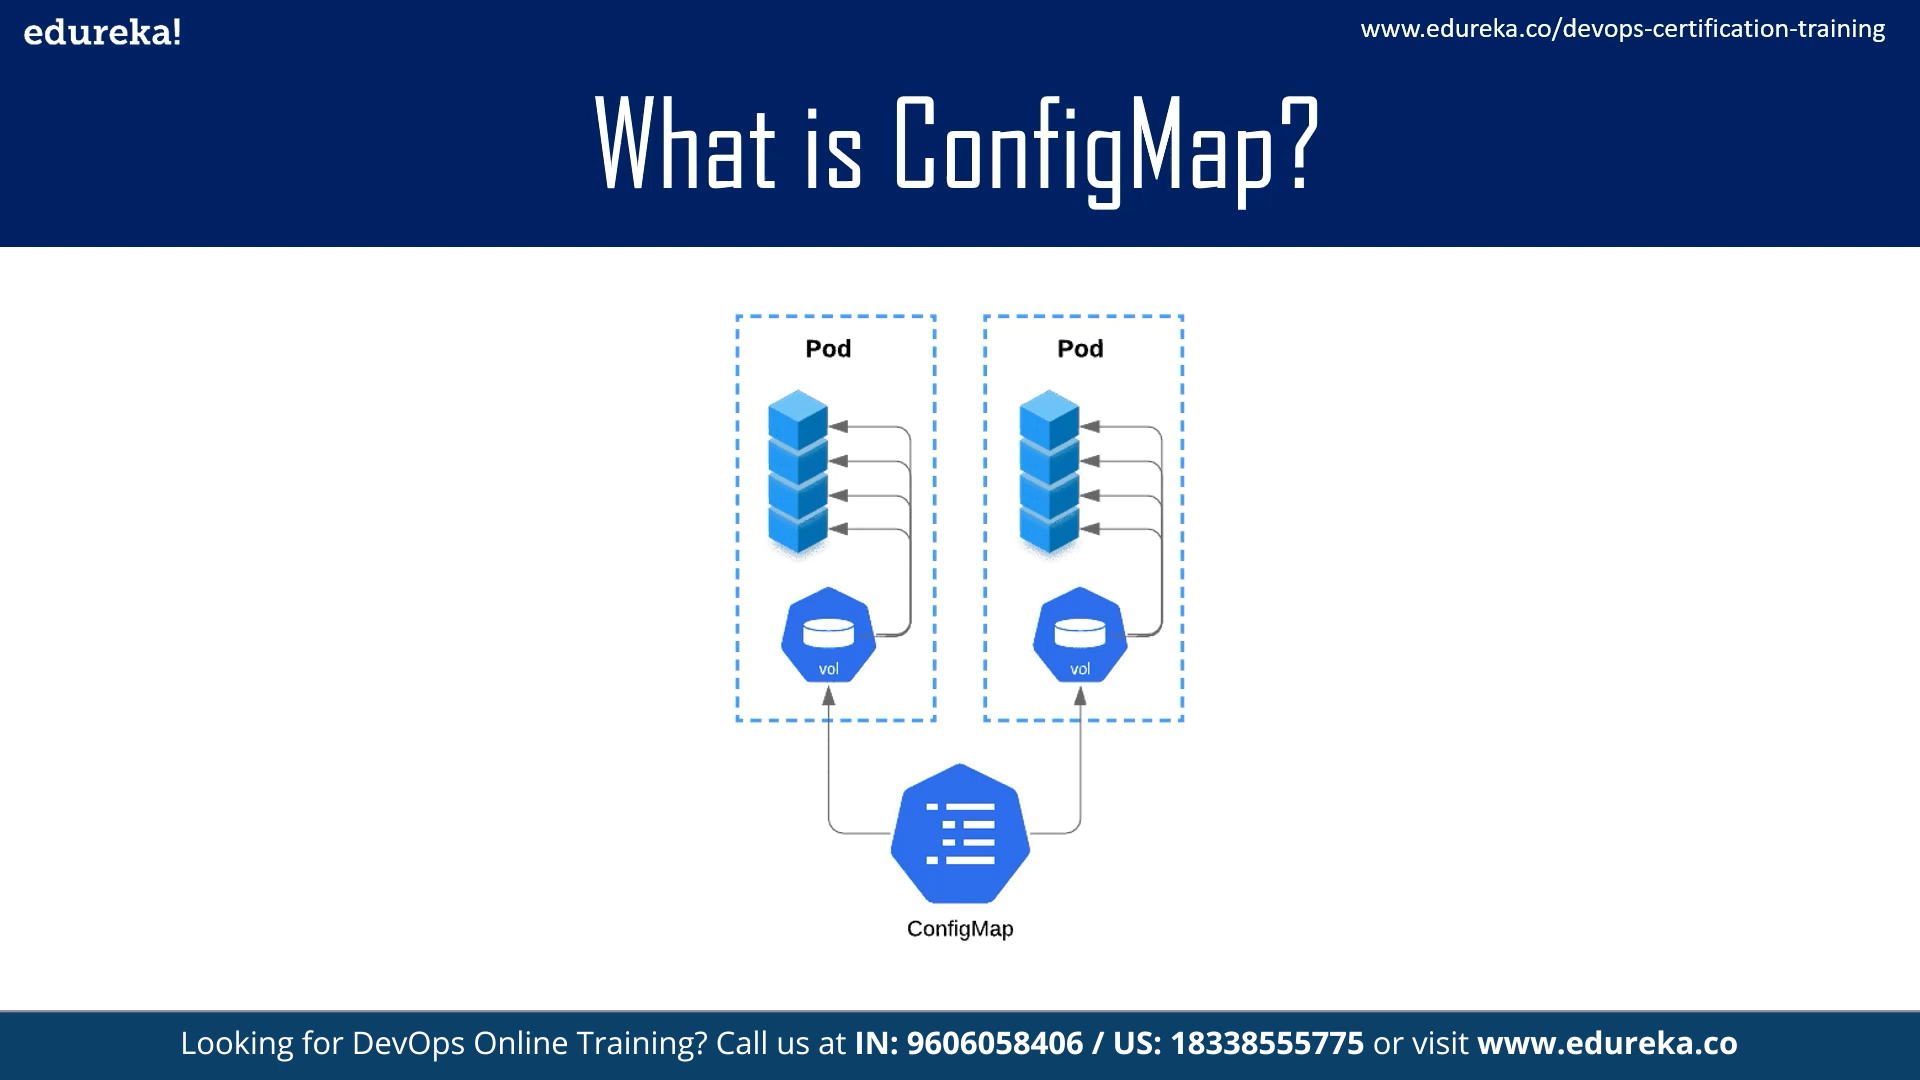 edureka!
www.edureka.co/devops-certification-training
What is ConfigMap?
Pod
Pod
vol
vol
ConfigMap
Looking for DevOps Online Training? Call us at IN: 9606058406 / US: 18338555775 or visit www.edureka.co